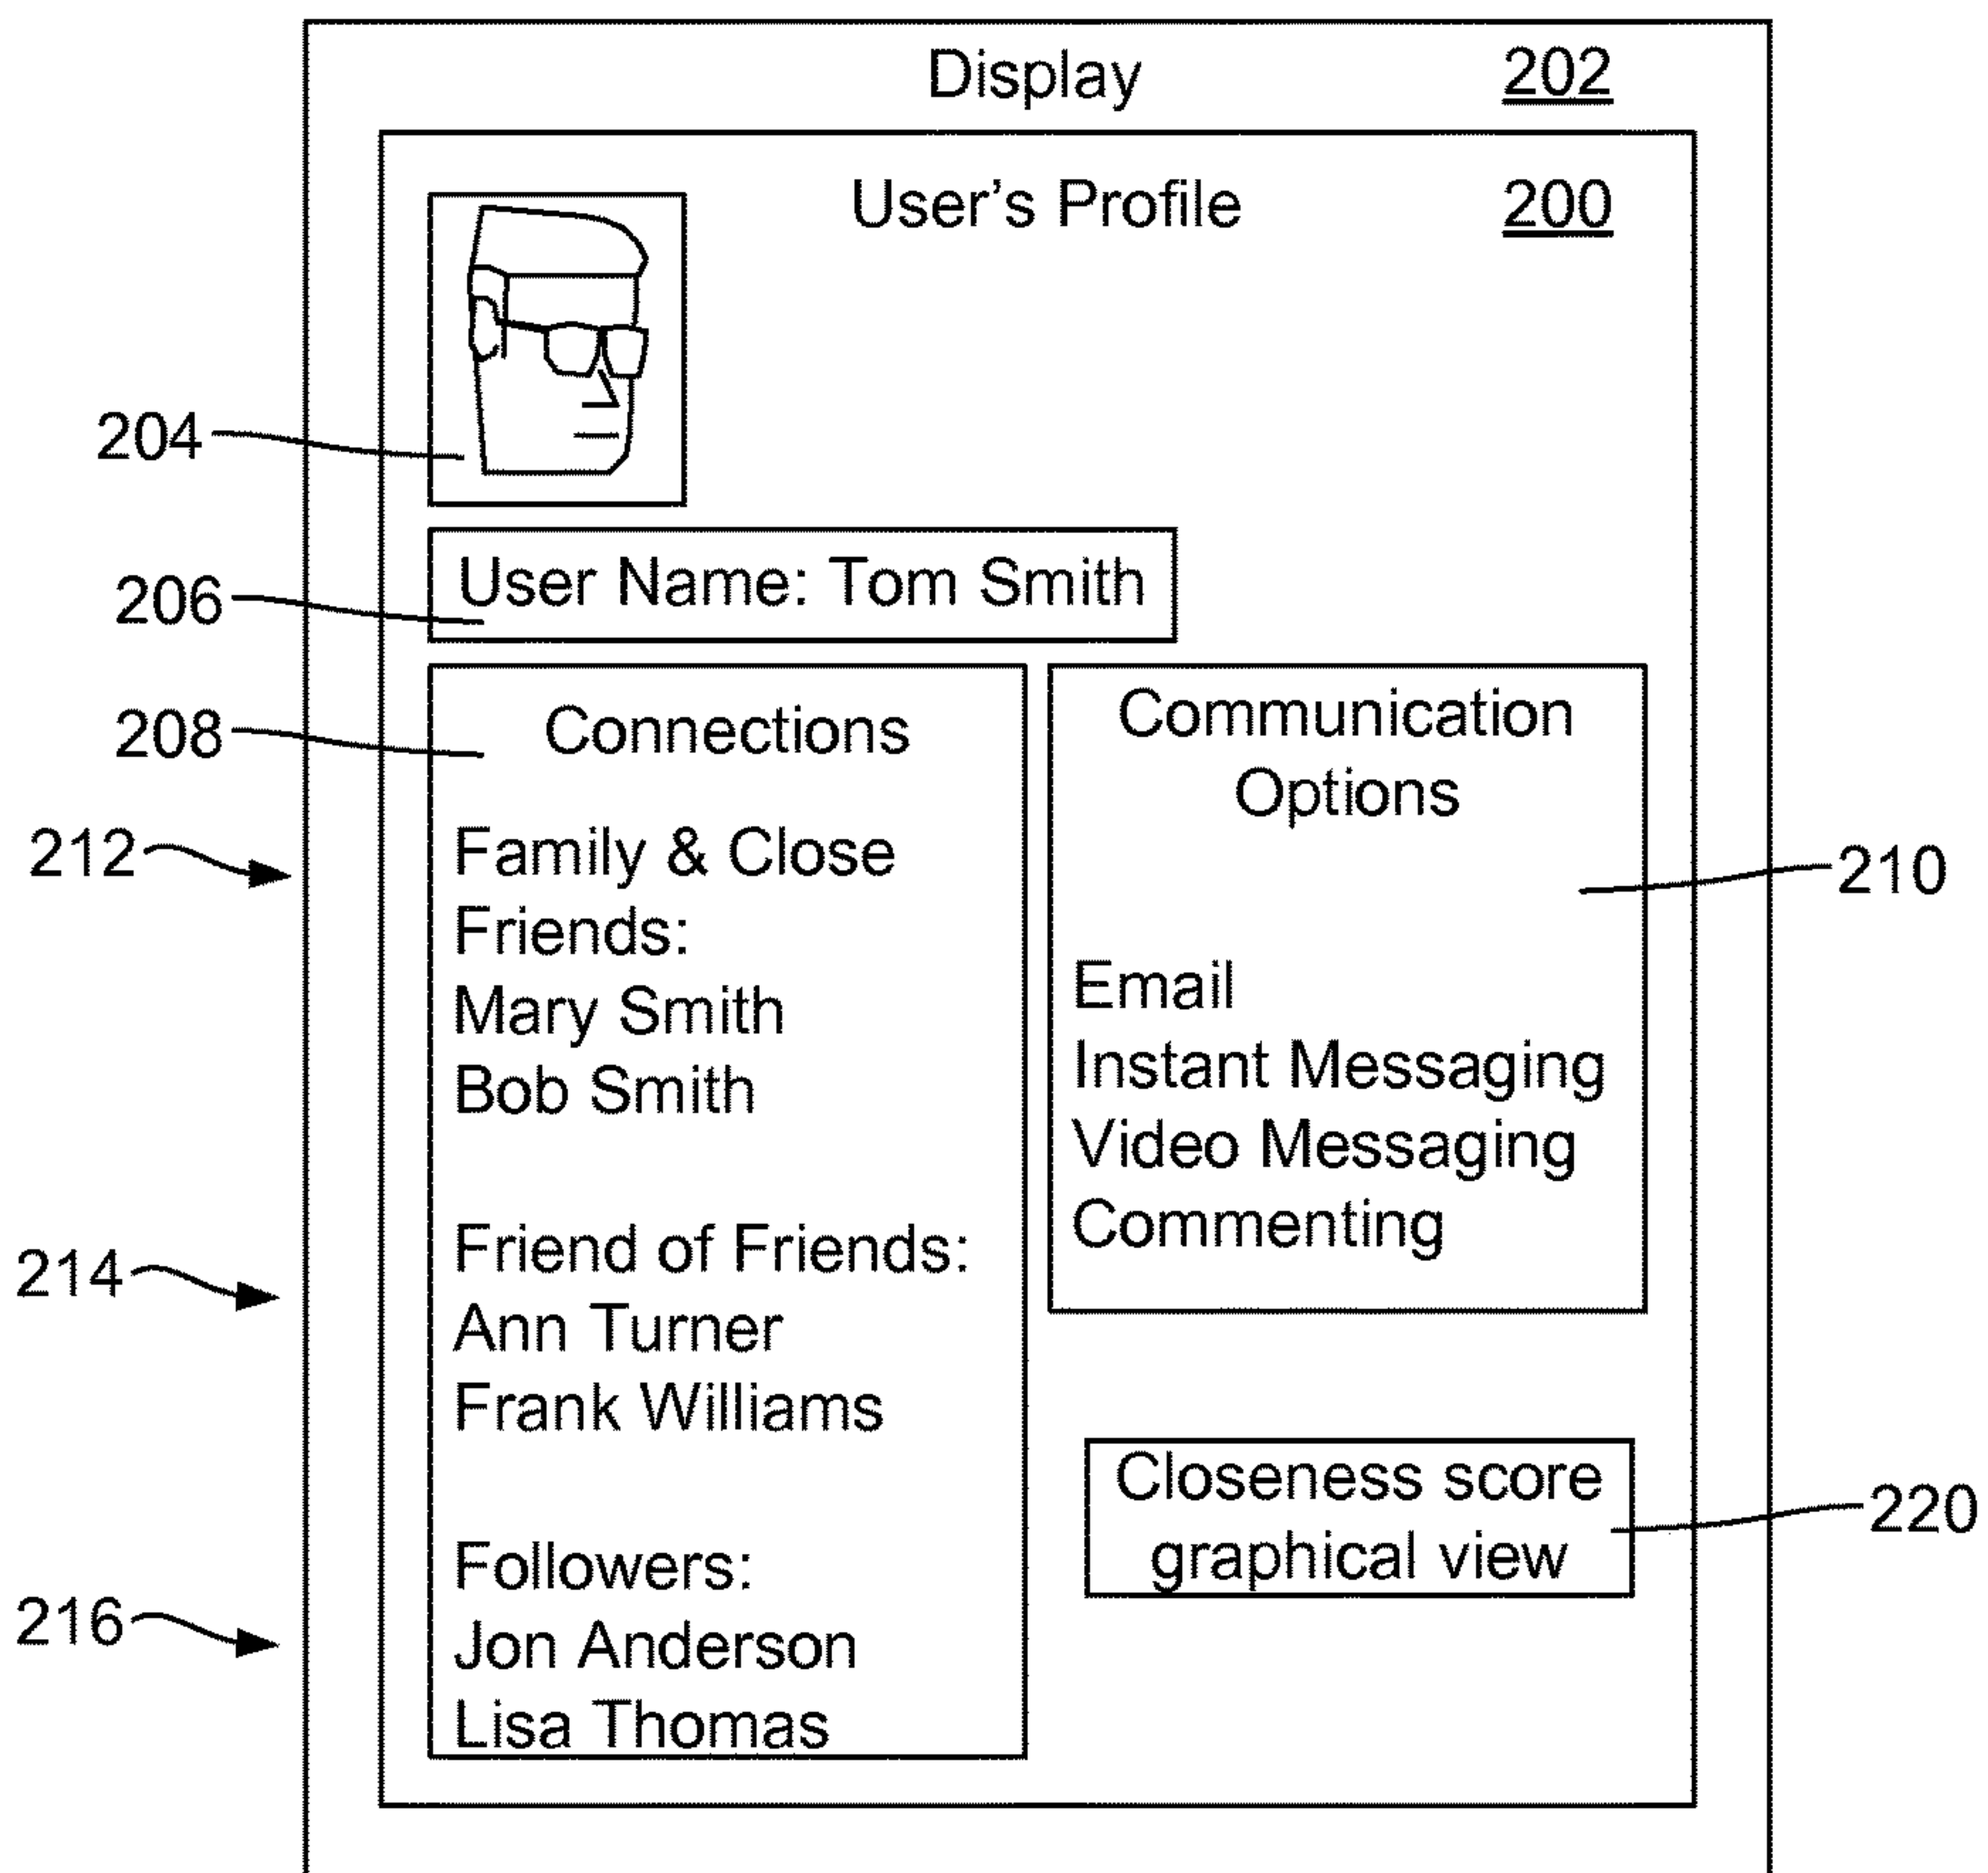 Display 202
User's Profile 200
204
User Name: Tom Smith
206
208
Connections
212
Family & Close
Friends:
Mary Smith
Bob Smith
214
Friend of Friends:
Ann Turner
Frank Williams
216
Followers:
Jon Anderson
Lisa Thomas
Communication
Options
210
Email
Instant Messaging
Video Messaging
Commenting
Closeness score
graphical view
220